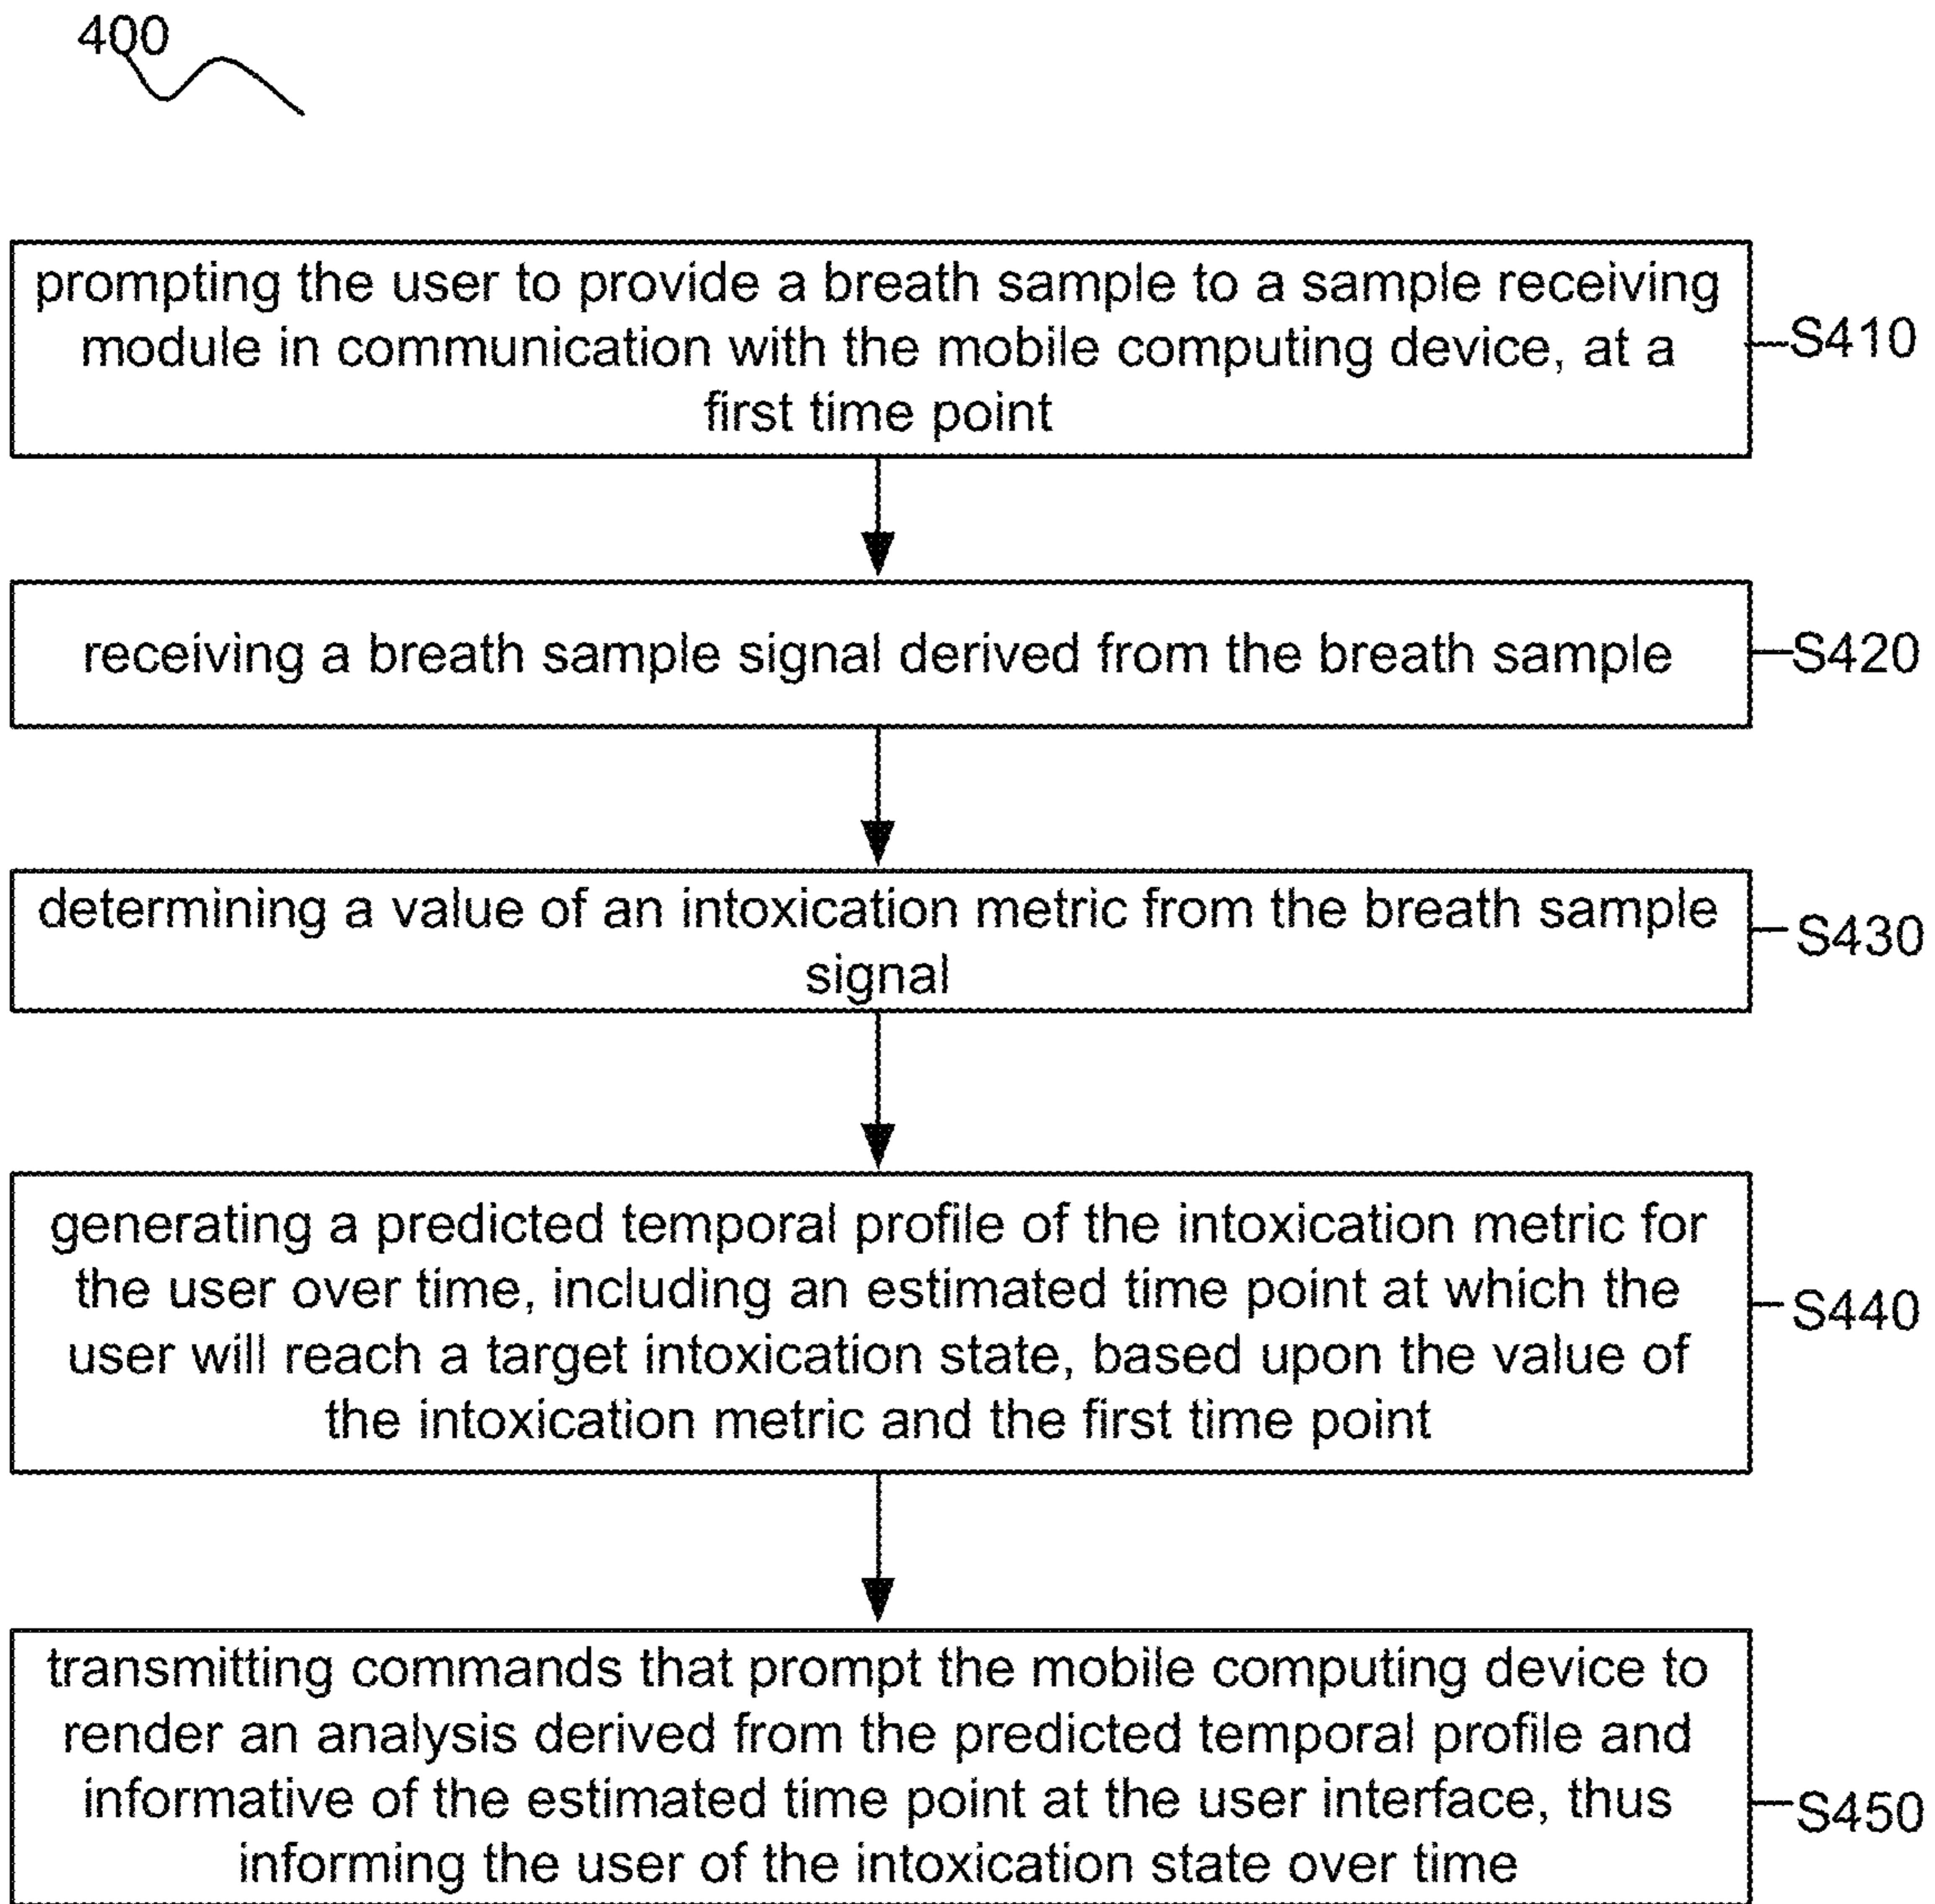 400
prompting the user to provide a breath sample to a sample receiving
module in communication with the mobile computing device, at a
first time point
S410
receiving a breath sample signal derived from the breath sample
S420
determining a value of an intoxication metric from the breath sample
signal
S430
generating a predicted temporal profile of the intoxication metric for
the user over time, including an estimated time point at which the
user will reach a target intoxication state, based upon the value of
the intoxication metric and the first time point
S440
transmitting commands that prompt the mobile computing device to
render an analysis derived from the predicted temporal profile and
informative of the estimated time point at the user interface, thus
informing the user of the intoxication state over time
S450